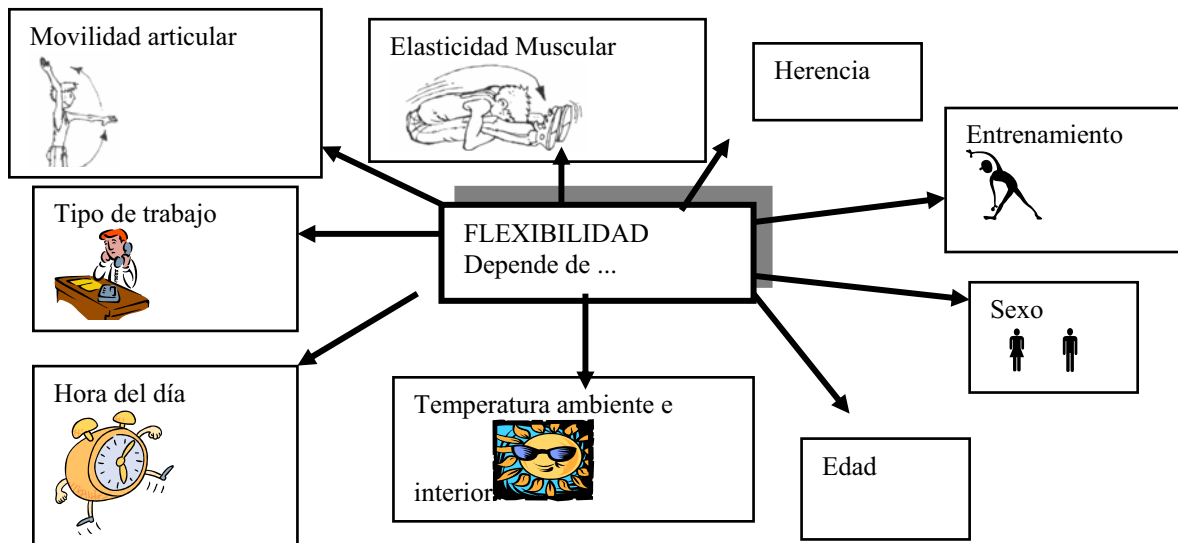 Movilidad articular
Elasticidad Muscular
Herencia
Entrenamiento
Tipo de trabajo
FLEXIBILIDAD
Depende de ...
Sexo
Hora del día
Temperatura ambiente e
interior
Edad